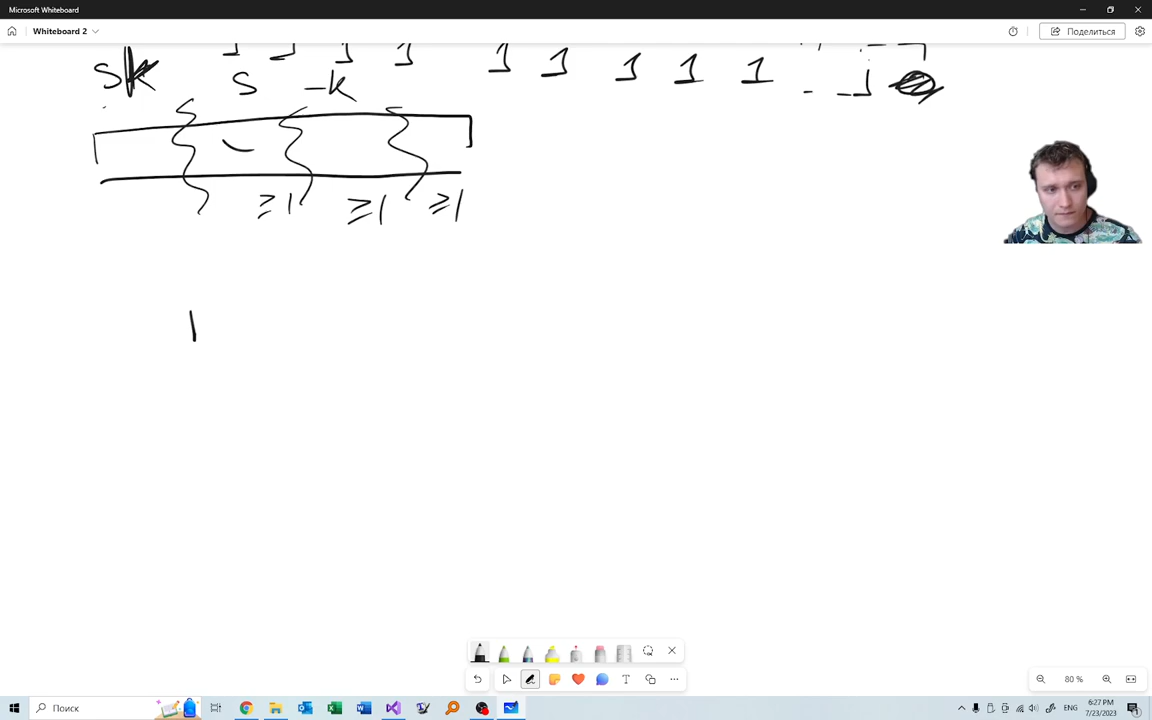 Microsoft Whiteboard
Whiteboard 2
Поделиться
1 1 1 1 1 1 1 1 1
s s -k
≥1 ≥1 ≥1
1
80 %
Поиск
ENG
6:27 PM
7/23/2023